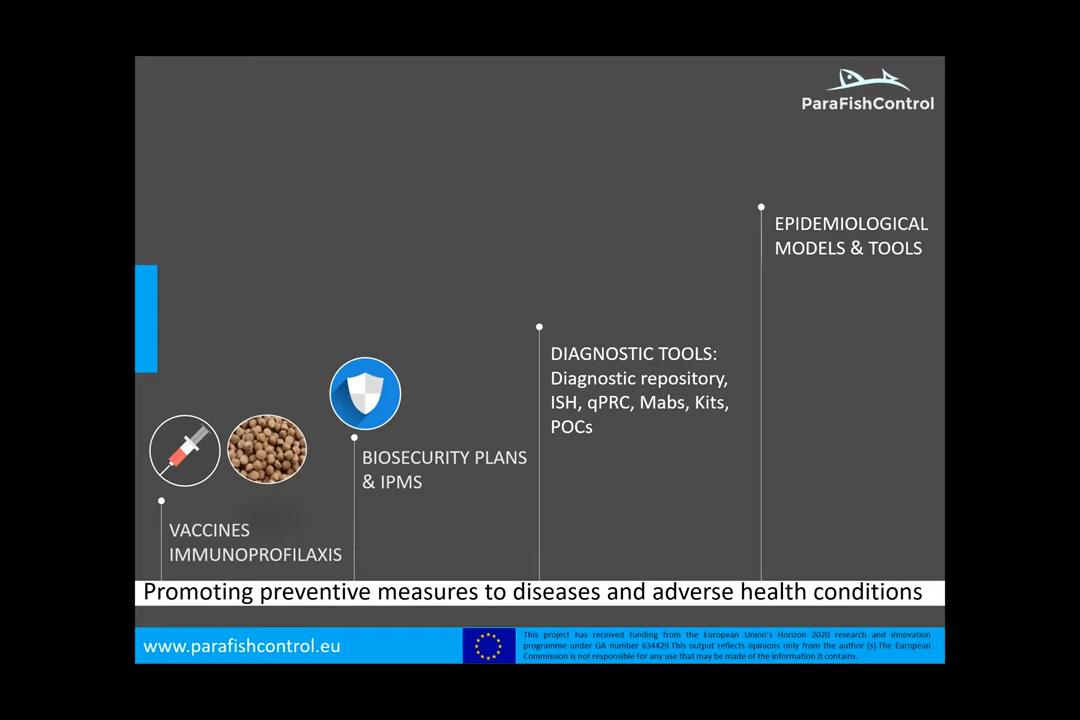 ParaFishControl
EPIDEMIOLOGICAL
MODELS & TOOLS
DIAGNOSTIC TOOLS:
Diagnostic repository,
ISH, qPRC, Mabs, Kits,
POCs
BIOSECURITY PLANS
& IPMS
VACCINES
IMMUNOPROFILAXIS
Promoting preventive measures to diseases and adverse health conditions
www.parafishcontrol.eu
This project has received funding from the European Union's Horizon 2020 research and innovation
programme under GA number 634429.This output reflects opinions only from the author (s).The European
Commission is not responsible for any use that may be made of the information it contains.